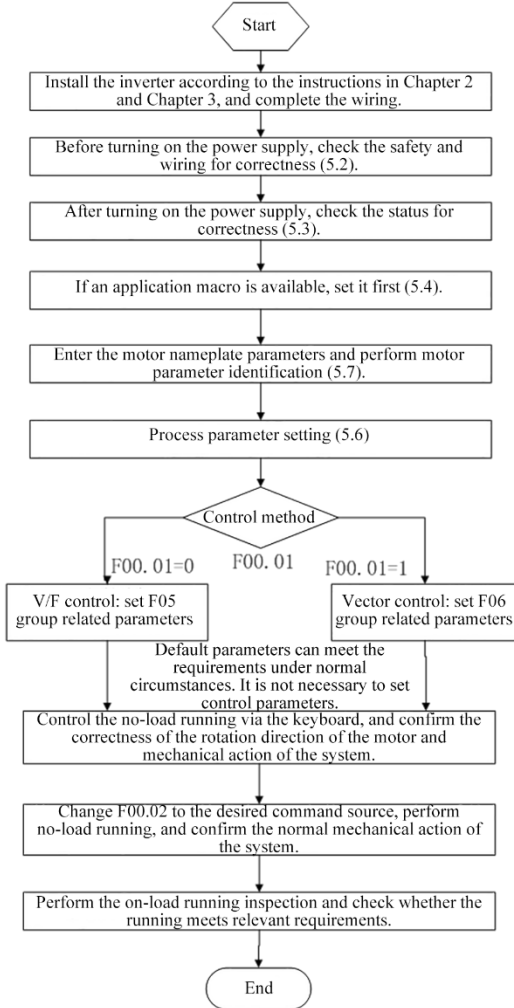 Start
Install the inverter according to the instructions in Chapter 2
and Chapter 3, and complete the wiring.
Before turning on the power supply, check the safety and
wiring for correctness (5.2).
After turning on the power supply, check the status for
correctness (5.3).
If an application macro is available, set it first (5.4).
Enter the motor nameplate parameters and perform motor
parameter identification (5.7).
Process parameter setting (5.6)
Control method
F00.01
F00.01=0
F00.01=1
V/F control: set F05
group related parameters
Vector control: set F06
group related parameters
Default parameters can meet the
requirements under normal
circumstances. It is not necessary to set
control parameters.
Control the no-load running via the keyboard, and confirm the
correctness of the rotation direction of the motor and
mechanical action of the system.
Change F00.02 to the desired command source, perform
no-load running, and confirm the normal mechanical action of
the system.
Perform the on-load running inspection and check whether the
running meets relevant requirements.
End